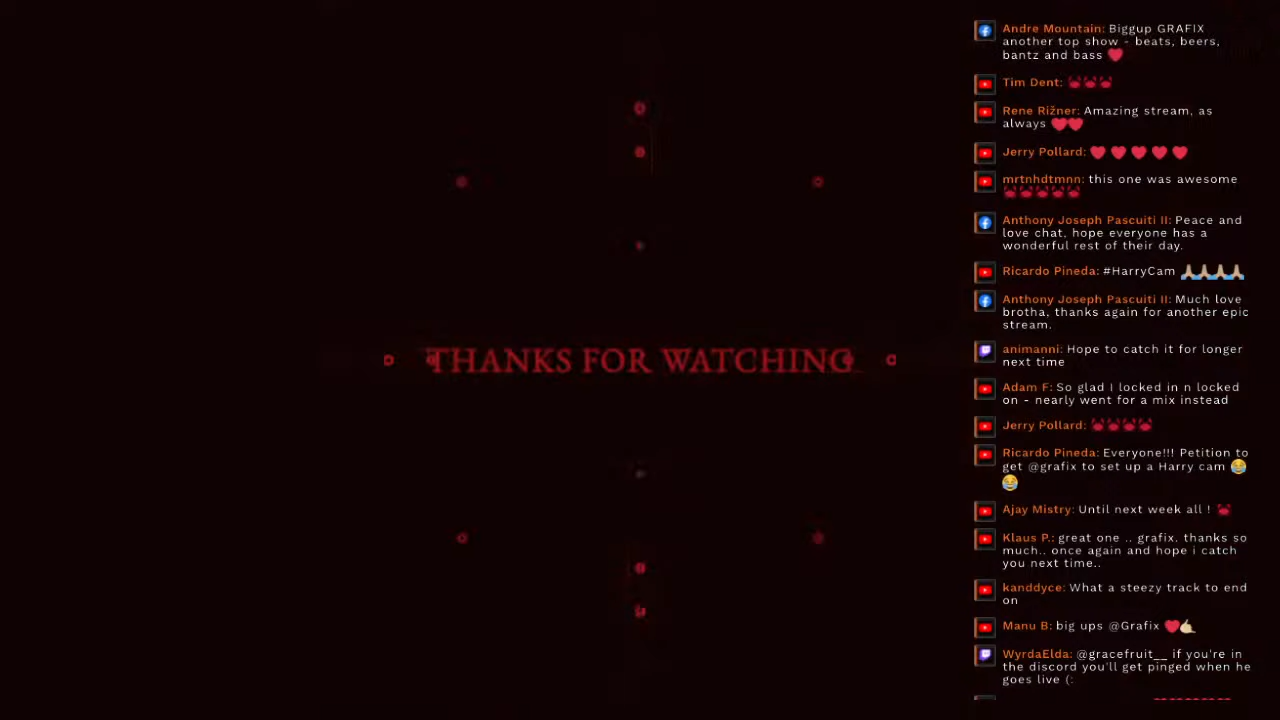 THANKS FOR WATCHING
Andre Mountain: Biggup GRAFIX
another top show - beats, beers,
bantz and bass ❤️
Tim Dent:
Rene Rižner: Amazing stream, as
always ❤️❤️
Jerry Pollard: ❤️ ❤️ ❤️ ❤️ ❤️
mrtnhdtmnn: this one was awesome
Anthony Joseph Pascuiti II: Peace and
love chat, hope everyone has a
wonderful rest of their day.
Ricardo Pineda: #HarryCam 🙏🏼🙏🏼🙏🏼🙏🏼
Anthony Joseph Pascuiti II: Much love
brotha, thanks again for another epic
stream.
animanni: Hope to catch it for longer
next time
Adam F: So glad I locked in n locked
on - nearly went for a mix instead
Jerry Pollard:
Ricardo Pineda: Everyone!!! Petition to
get @grafix to set up a Harry cam 😂
😂
Ajay Mistry: Until next week all !
Klaus P.: great one .. grafix. thanks so
much.. once again and hope i catch
you next time..
kanddyce: What a steezy track to end
on
Manu B: big ups @Grafix ❤️🤙🏼
WyrdaElda: @gracefruit__ if you're in
the discord you'll get pinged when he
goes live (: